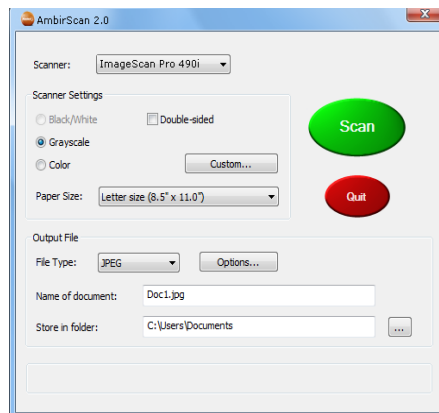 AmbirScan 2.0
Scanner: ImageScan Pro 490i
Scanner Settings
Black/White Double-sided
Grayscale
Color Custom...
Paper Size: Letter size (8.5" x 11.0")
Scan
Quit
Output File
File Type: JPEG Options...
Name of document: Doc1.jpg
Store in folder: C:\Users\Documents ...